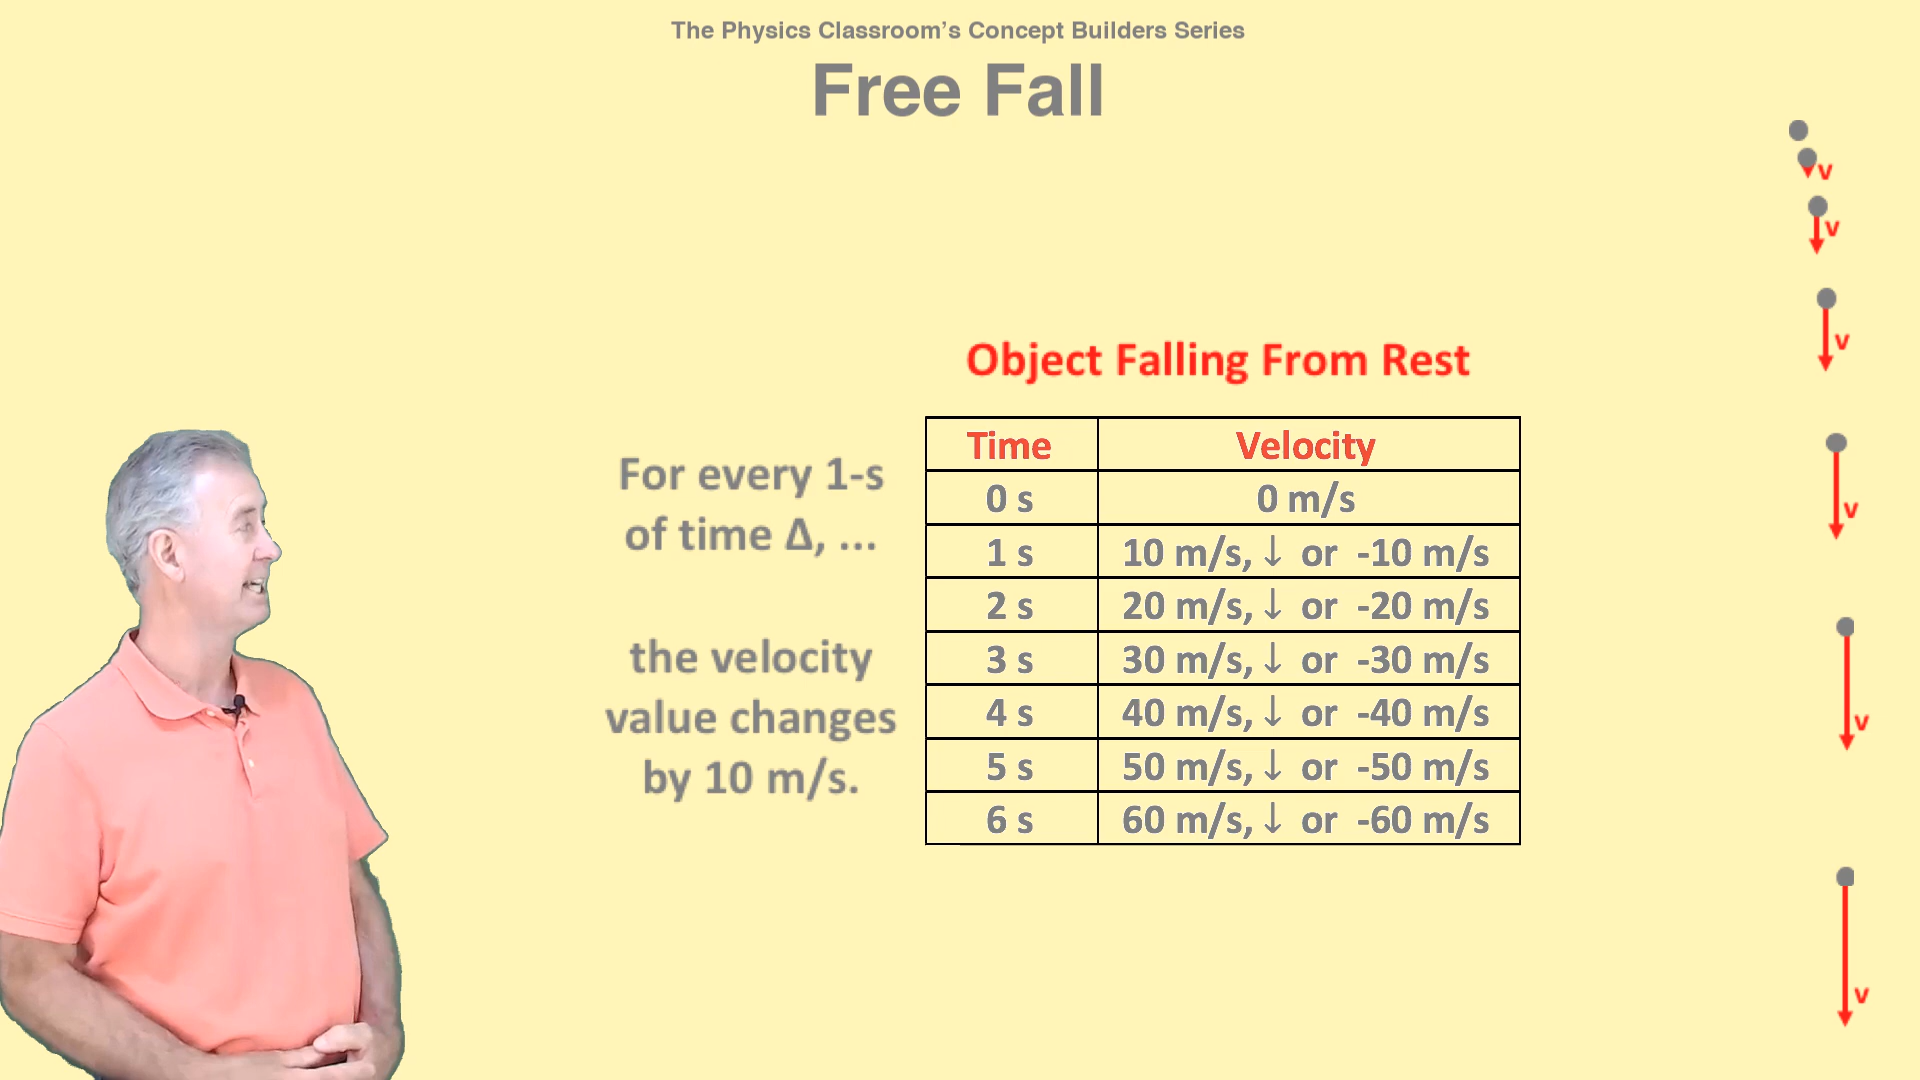 The Physics Classroom’s Concept Builders Series
Free Fall
Object Falling From Rest
For every 1-s
of time Δ, ...
the velocity
value changes
by 10 m/s.
Time Velocity
0 s 0 m/s
1 s 10 m/s, ↓ or -10 m/s
2 s 20 m/s, ↓ or -20 m/s
3 s 30 m/s, ↓ or -30 m/s
4 s 40 m/s, ↓ or -40 m/s
5 s 50 m/s, ↓ or -50 m/s
6 s 60 m/s, ↓ or -60 m/s
v
v
v
v
v
v